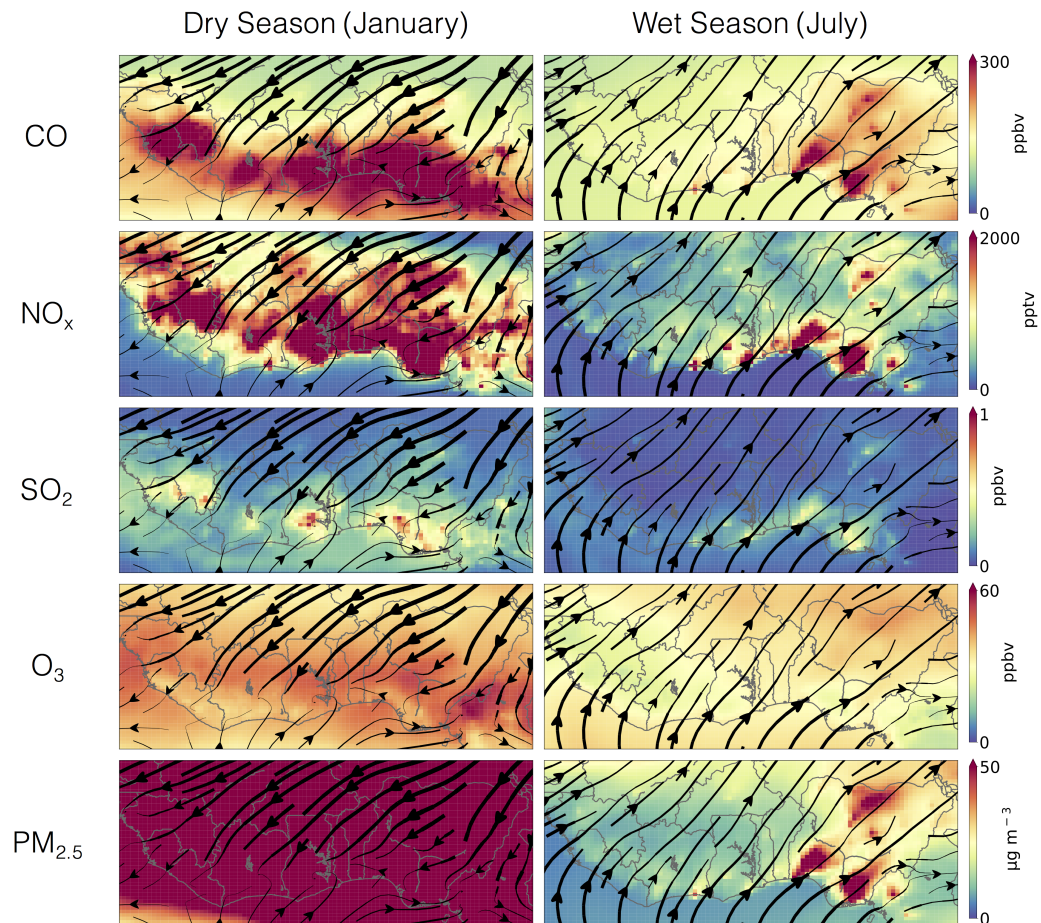 Dry Season (January) Wet Season (July)
CO
300
ppbv
0
NOₓ
2000
pptv
0
SO₂
1
ppbv
0
O₃
60
ppbv
0
PM₂.₅
50
µg m⁻³
0